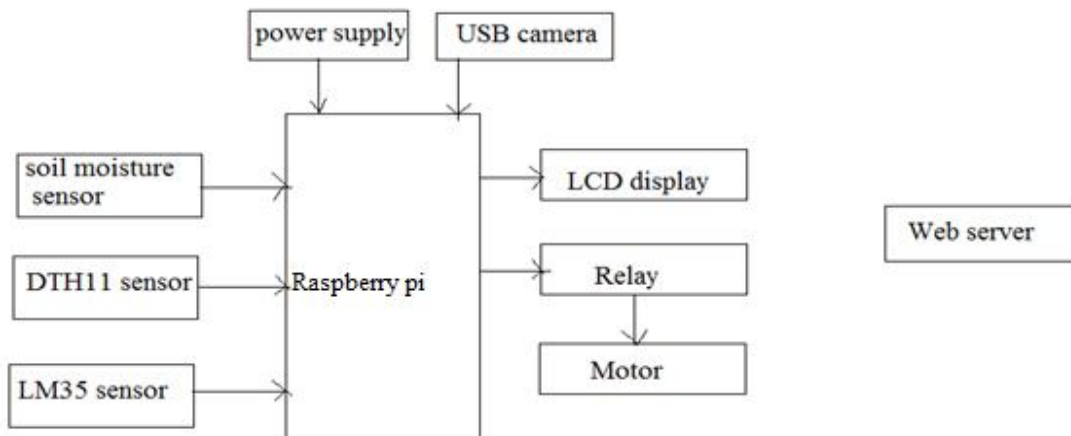 power supply
USB camera
soil moisture
sensor
LCD display
Web server
DTH11 sensor
Raspberry pi
Relay
LM35 sensor
Motor